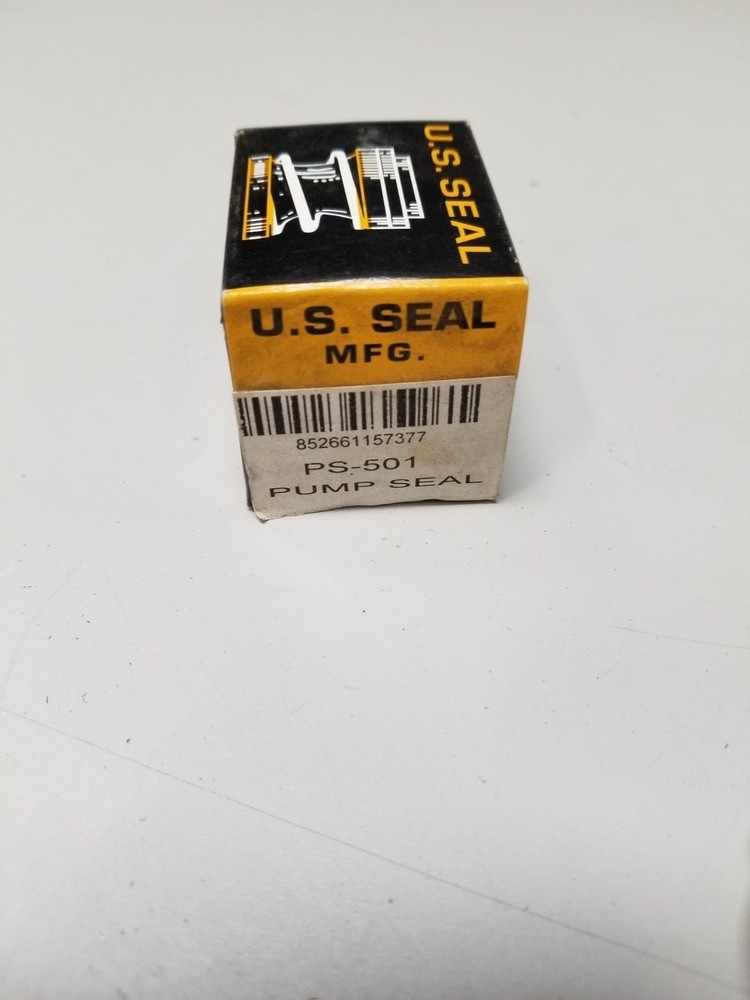 U.S. SEAL
U.S. SEAL
MFG.
852661157377
PS-501
PUMP SEAL